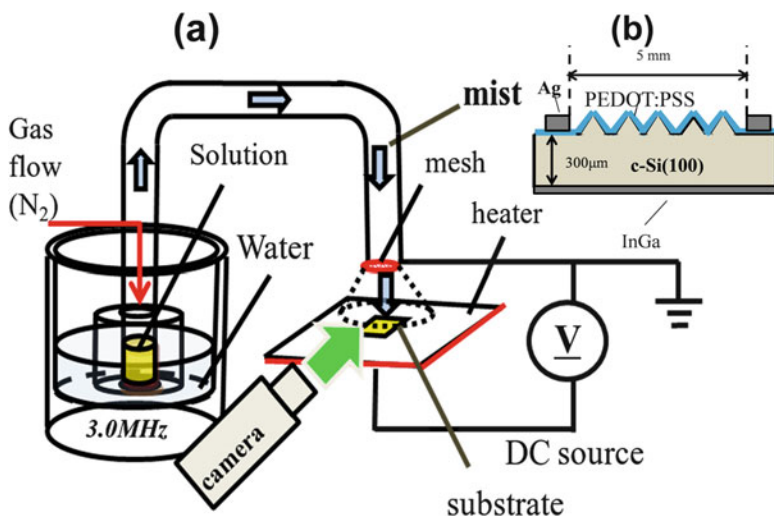 (a)
Gas
flow
(N₂)
Solution
Water
3.0MHz
mist
mesh
heater
camera
V
DC source
substrate
(b)
5 mm
Ag
PEDOT:PSS
300μm
c-Si(100)
InGa